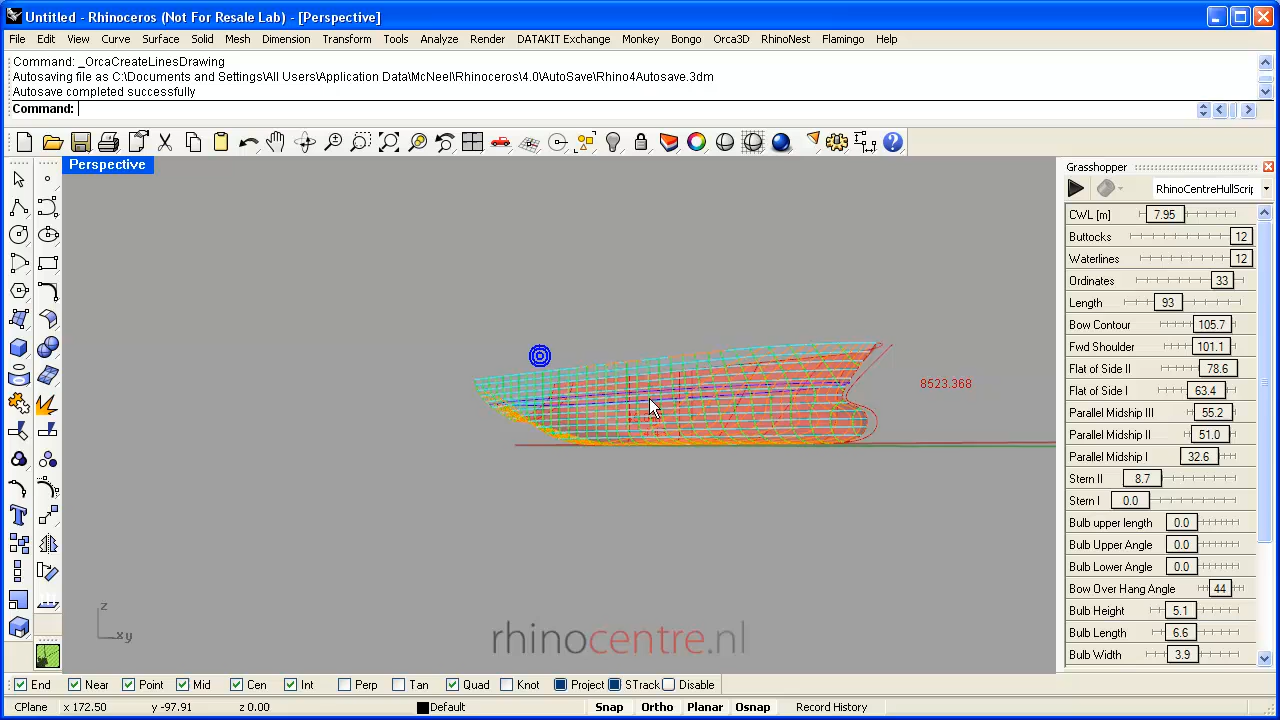 Untitled - Rhinoceros (Not For Resale Lab) - [Perspective]
File Edit View Curve Surface Solid Mesh Dimension Transform Tools Analyze Render DATAKIT Exchange Monkey Bongo Orca3D RhinoNest Flamingo Help
Command: _OrcaCreateLinesDrawing
Autosaving file as C:\Documents and Settings\All Users\Application Data\McNeel\Rhinoceros\4.0\AutoSave\Rhino4Autosave.3dm
Autosave completed successfully
Command:
Perspective
Grasshopper
RhinoCentreHullScrip
CWL [m] 7.95
Buttocks 12
Waterlines 12
Ordinates 33
Length 93
Bow Contour 105.7
Fwd Shoulder 101.1
Flat of Side II 78.6
Flat of Side I 63.4
Parallel Midship III 55.2
Parallel Midship II 51.0
Parallel Midship I 32.6
Stern II 8.7
Stern I 0.0
Bulb upper length 0.0
Bulb Upper Angle 0.0
Bulb Lower Angle 0.0
Bow Over Hang Angle 44
Bulb Height 5.1
Bulb Length 6.6
Bulb Width 3.9
8523.368
z
x y
rhinocentre.nl
End Near Point Mid Cen Int Perp Tan Quad Knot Project STrack Disable
CPlane x 172.50 y -97.91 z 0.00 Default Snap Ortho Planar Osnap Record History